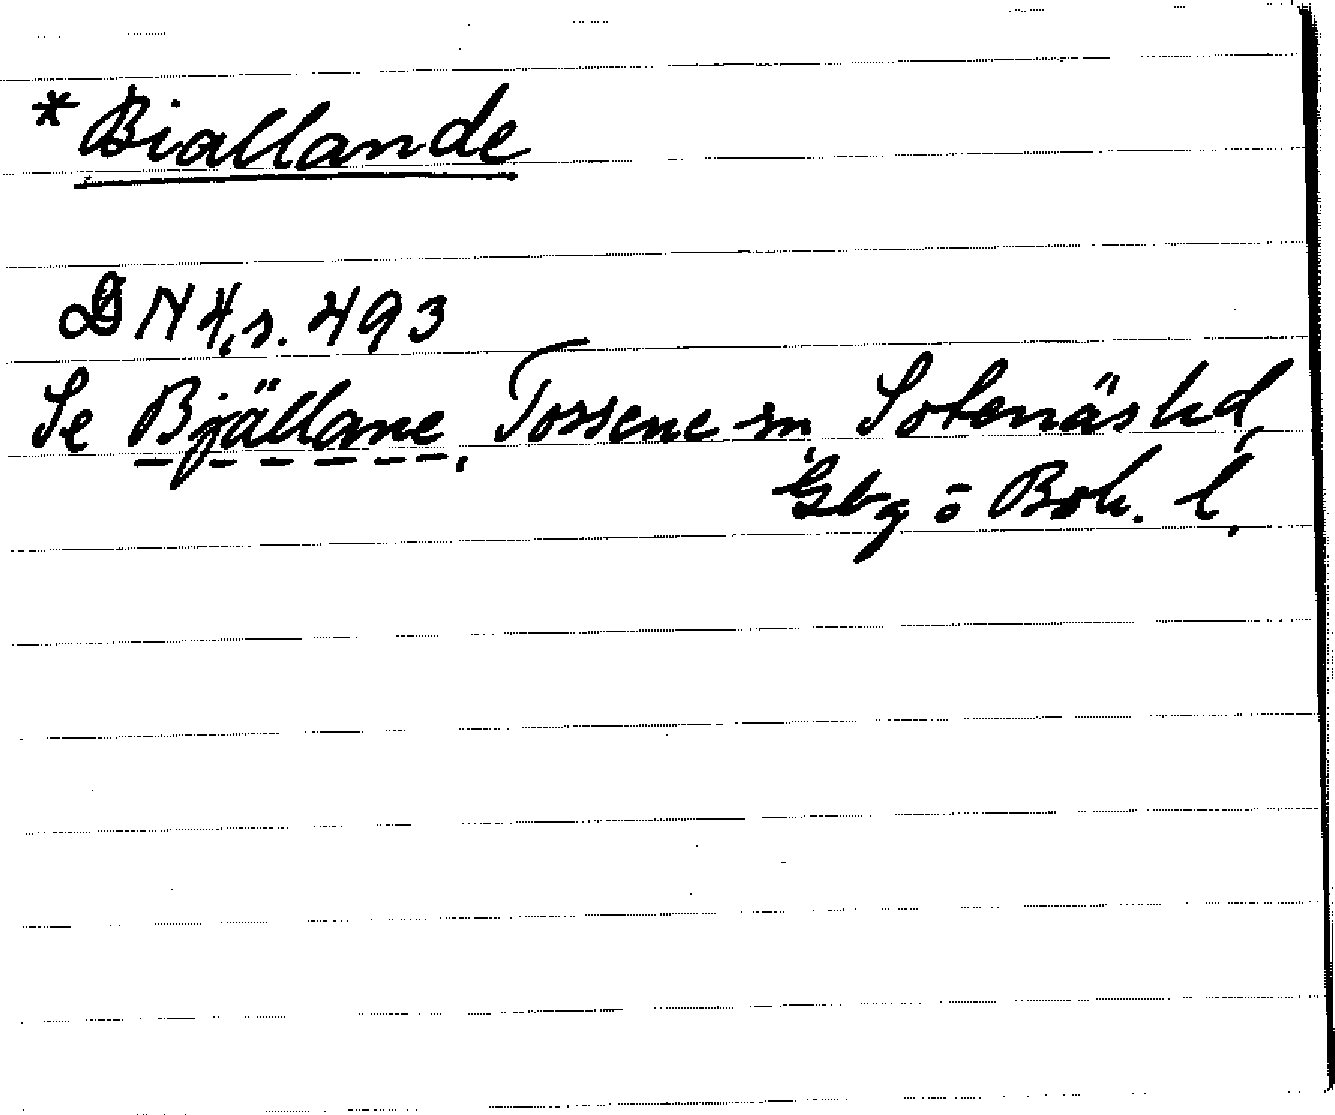 * Biallande
DN 4, s. 493
Se Bjällane, Tossene sn, Sotenäs hd,
Gbg o Boh. l.